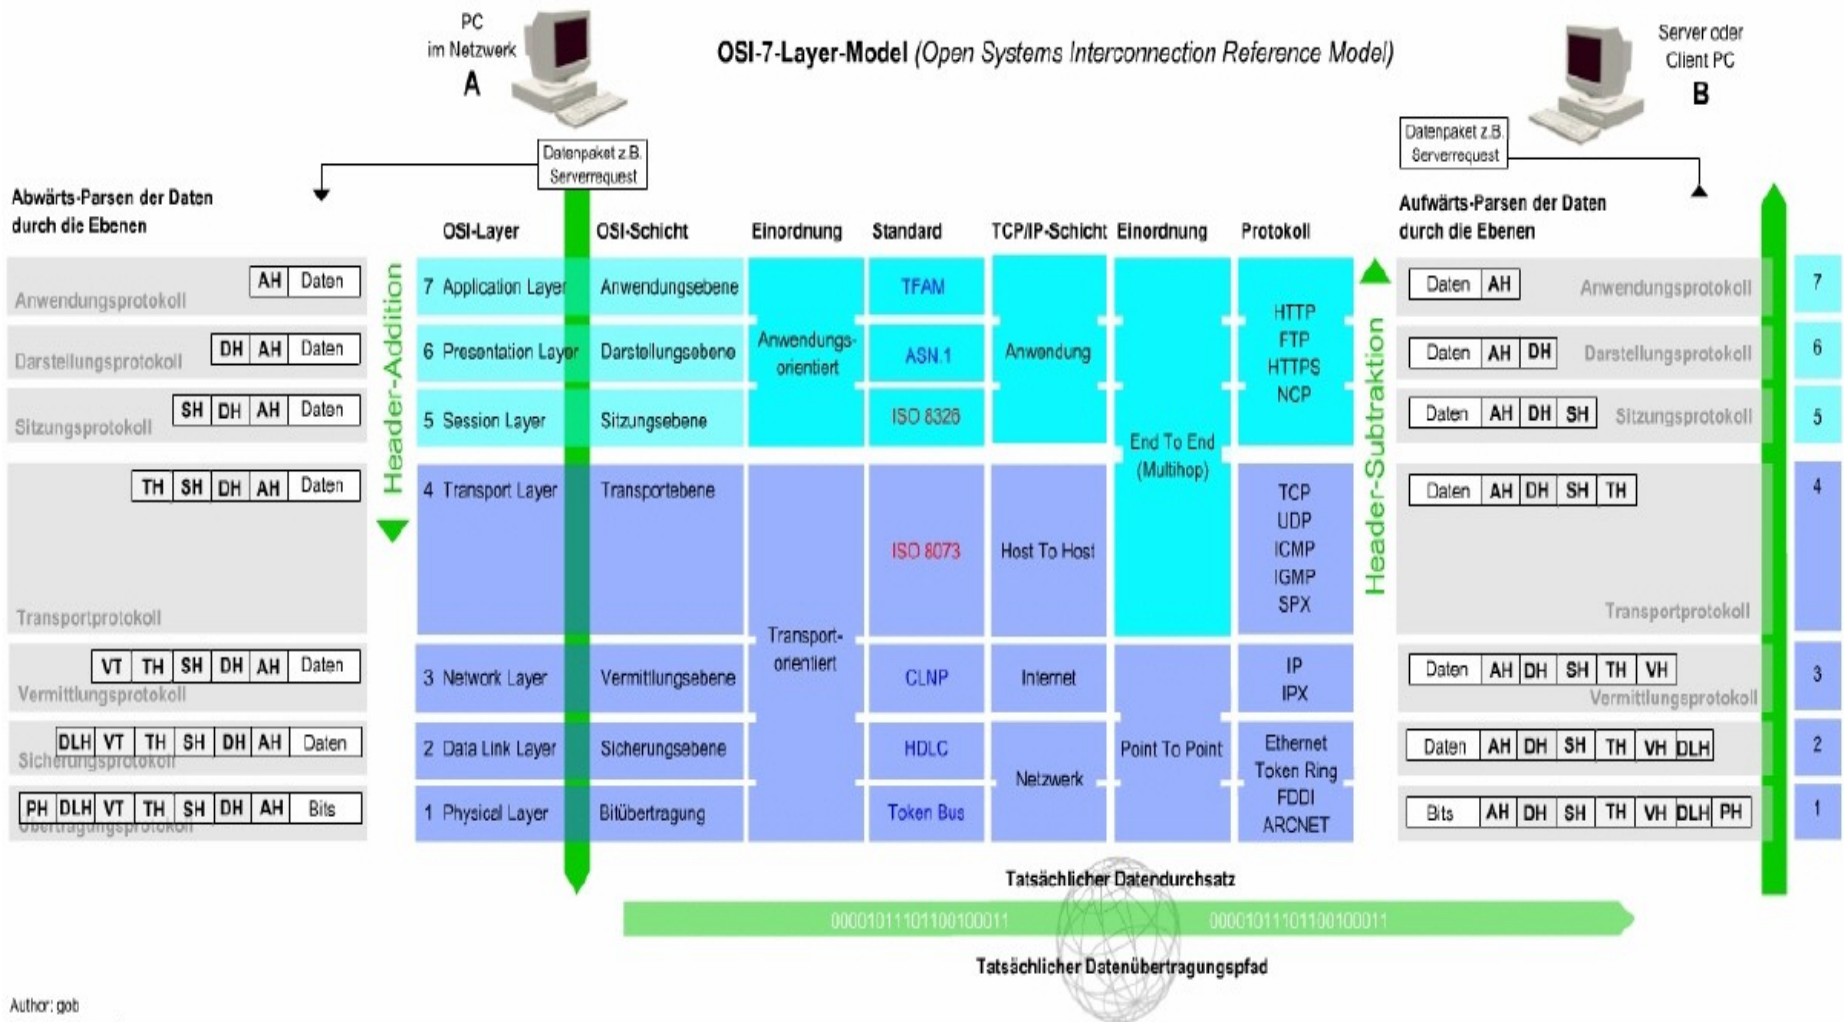 PC
im Netzwerk
A
OSI-7-Layer-Model (Open Systems Interconnection Reference Model)
Server oder
Client PC
B
Datenpaket z.B.
Serverrequest
Datenpaket z.B.
Serverrequest
Abwärts-Parsen der Daten
durch die Ebenen
Aufwärts-Parsen der Daten
durch die Ebenen
OSI-Layer OSI-Schicht Einordnung Standard TCP/IP-Schicht Einordnung Protokoll
AH Daten
Anwendungsprotokoll
DH AH Daten
Darstellungsprotokoll
SH DH AH Daten
Sitzungsprotokoll
TH SH DH AH Daten
Transportprotokoll
VT TH SH DH AH Daten
Vermittlungsprotokoll
DLH VT TH SH DH AH Daten
Sicherungsprotokoll
PH DLH VT TH SH DH AH Bits
Übertragungsprotokoll
Header-Addition
7 Application Layer Anwendungsebene
6 Presentation Layer Darstellungsebene
5 Session Layer Sitzungsebene
4 Transport Layer Transportebene
3 Network Layer Vermittlungsebene
2 Data Link Layer Sicherungsebene
1 Physical Layer Bitübertragung
Anwendungs-
orientiert
Transport-
orientiert
TFAM
ASN.1
ISO 8326
ISO 8073
CLNP
HDLC
Token Bus
Anwendung
Host To Host
Internet
Netzwerk
End To End
(Multihop)
Point To Point
HTTP
FTP
HTTPS
NCP
TCP
UDP
ICMP
IGMP
SPX
IP
IPX
Ethernet
Token Ring
FDDI
ARCNET
Header-Subtraktion
Daten AH Anwendungsprotokoll 7
Daten AH DH Darstellungsprotokoll 6
Daten AH DH SH Sitzungsprotokoll 5
Daten AH DH SH TH 4
Transportprotokoll
Daten AH DH SH TH VH 3
Vermittlungsprotokoll
Daten AH DH SH TH VH DLH 2
Bits AH DH SH TH VH DLH PH 1
Tatsächlicher Datendurchsatz
00001011101100100011 00001011101100100011
Tatsächlicher Datenübertragungspfad
Author: gob